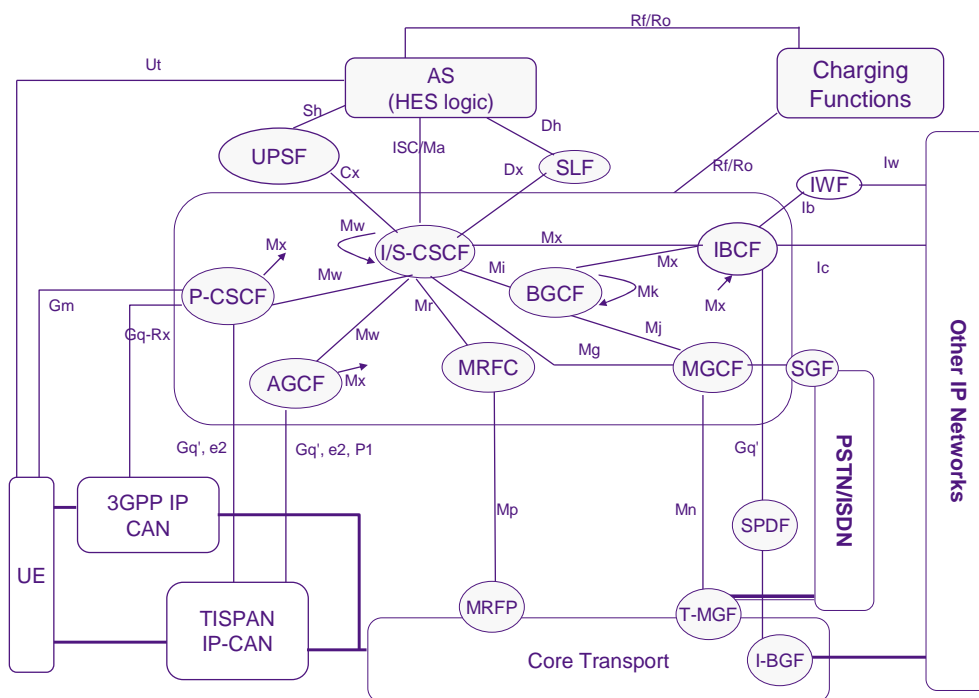 Rf/Ro
Ut
AS
(HES logic)
Charging
Functions
Sh
ISC/Ma
Dh
UPSF
Cx
Dx
SLF
Rf/Ro
IWF
Iw
Ib
Mw
I/S-CSCF
Mx
IBCF
Ic
Mx
Mw
Mi
Mx
P-CSCF
BGCF
Mk
Mx
Gm
Gq-Rx
Mw
Mr
Mj
Mg
AGCF
Mx
MRFC
MGCF
SGF
Gq', e2
Gq', e2, P1
Gq'
Other IP Networks
PSTN/ISDN
3GPP IP
CAN
Mp
Mn
SPDF
UE
TISPAN
IP-CAN
MRFP
T-MGF
Core Transport
I-BGF